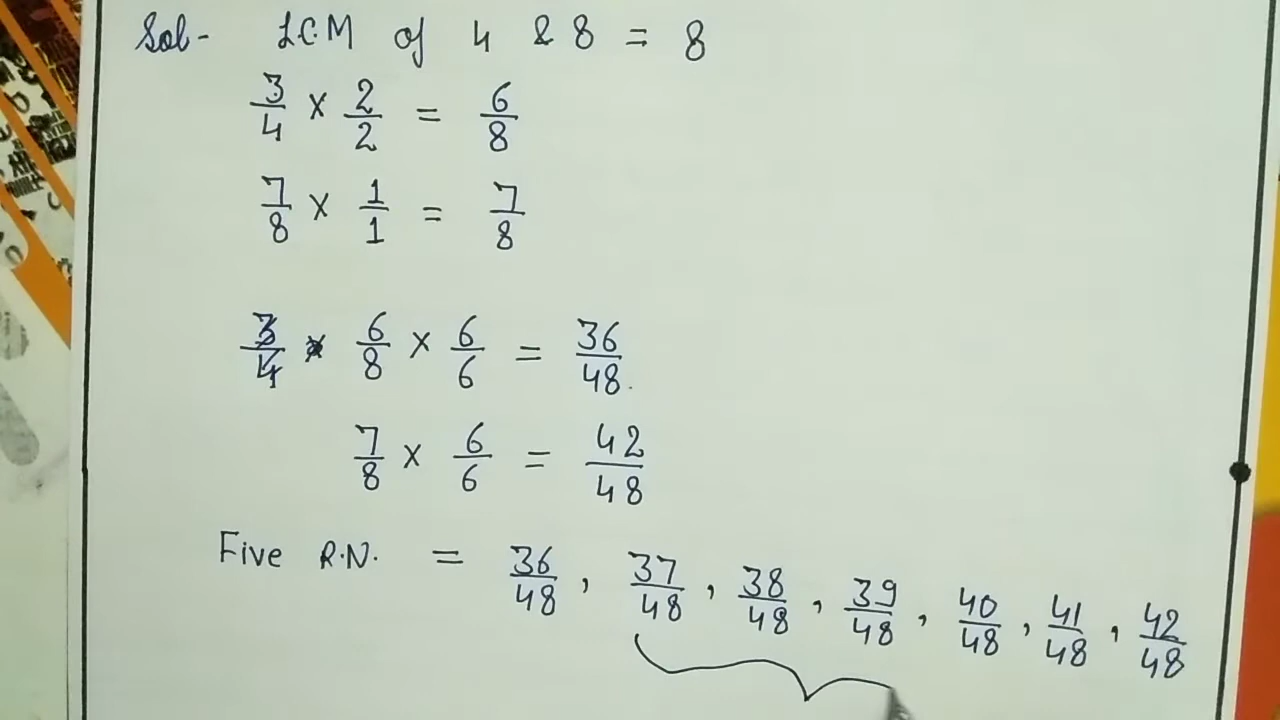 Sol- LCM of 4 & 8 = 8
3/4 × 2/2 = 6/8
7/8 × 1/1 = 7/8
6/8 × 6/6 = 36/48.
7/8 × 6/6 = 42/48
Five R.N. = 36/48, 37/48, 38/48, 39/48, 40/48, 41/48, 42/48